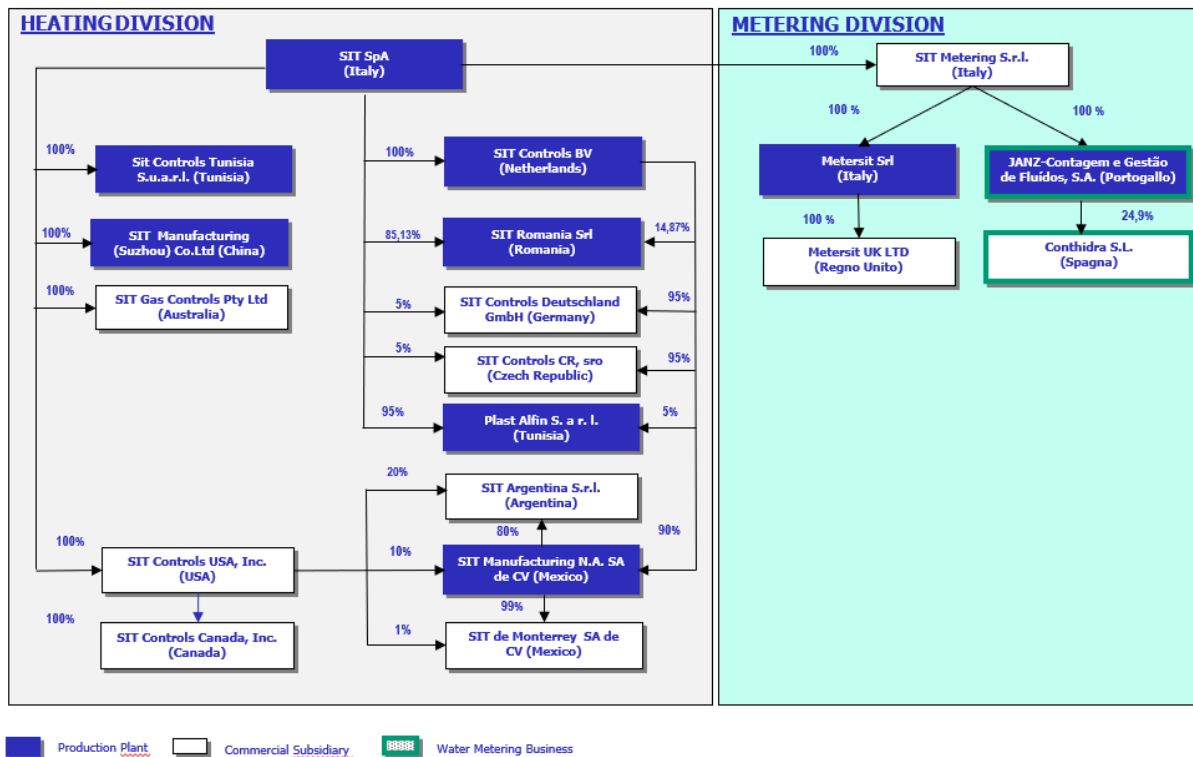 HEATING DIVISION
SIT SpA
(Italy)
100%
Sit Controls Tunisia
S.u.a.r.l. (Tunisia)
100%
SIT Manufacturing
(Suzhou) Co.Ltd (China)
100%
SIT Gas Controls Pty Ltd
(Australia)
100%
SIT Controls BV
(Netherlands)
85,13%
SIT Romania Srl
(Romania)
14,87%
5%
SIT Controls Deutschland
GmbH (Germany)
95%
5%
SIT Controls CR, sro
(Czech Republic)
95%
95%
Plast Alfin S. a r. l.
(Tunisia)
5%
20%
SIT Argentina S.r.l.
(Argentina)
80%
90%
100%
SIT Controls USA, Inc.
(USA)
10%
SIT Manufacturing N.A. SA
de CV (Mexico)
99%
100%
SIT Controls Canada, Inc.
(Canada)
1%
SIT de Monterrey SA de
CV (Mexico)
METERING DIVISION
100%
SIT Metering S.r.l.
(Italy)
100 %
100 %
Metersit Srl
(Italy)
JANZ-Contagem e Gestão
de Fluídos, S.A. (Portogallo)
100 %
24,9%
Metersit UK LTD
(Regno Unito)
Conthidra S.L.
(Spagna)
Production Plant
Commercial Subsidiary
Water Metering Business